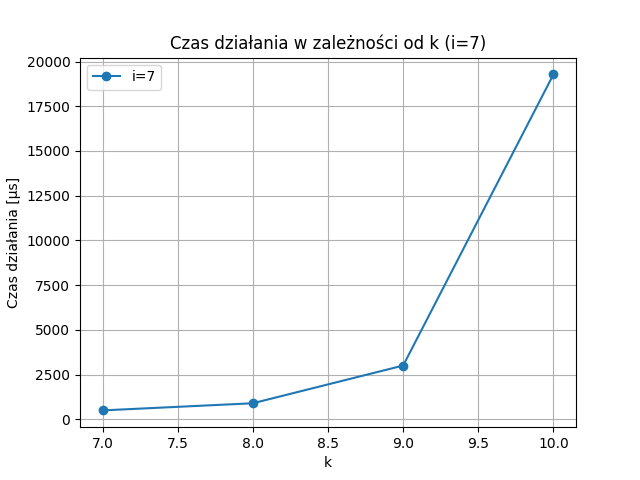 Czas działania w zależności od k (i=7)
i=7
Czas działania [μs]
20000
17500
15000
12500
10000
7500
5000
2500
0
7.0 7.5 8.0 8.5 9.0 9.5 10.0
k